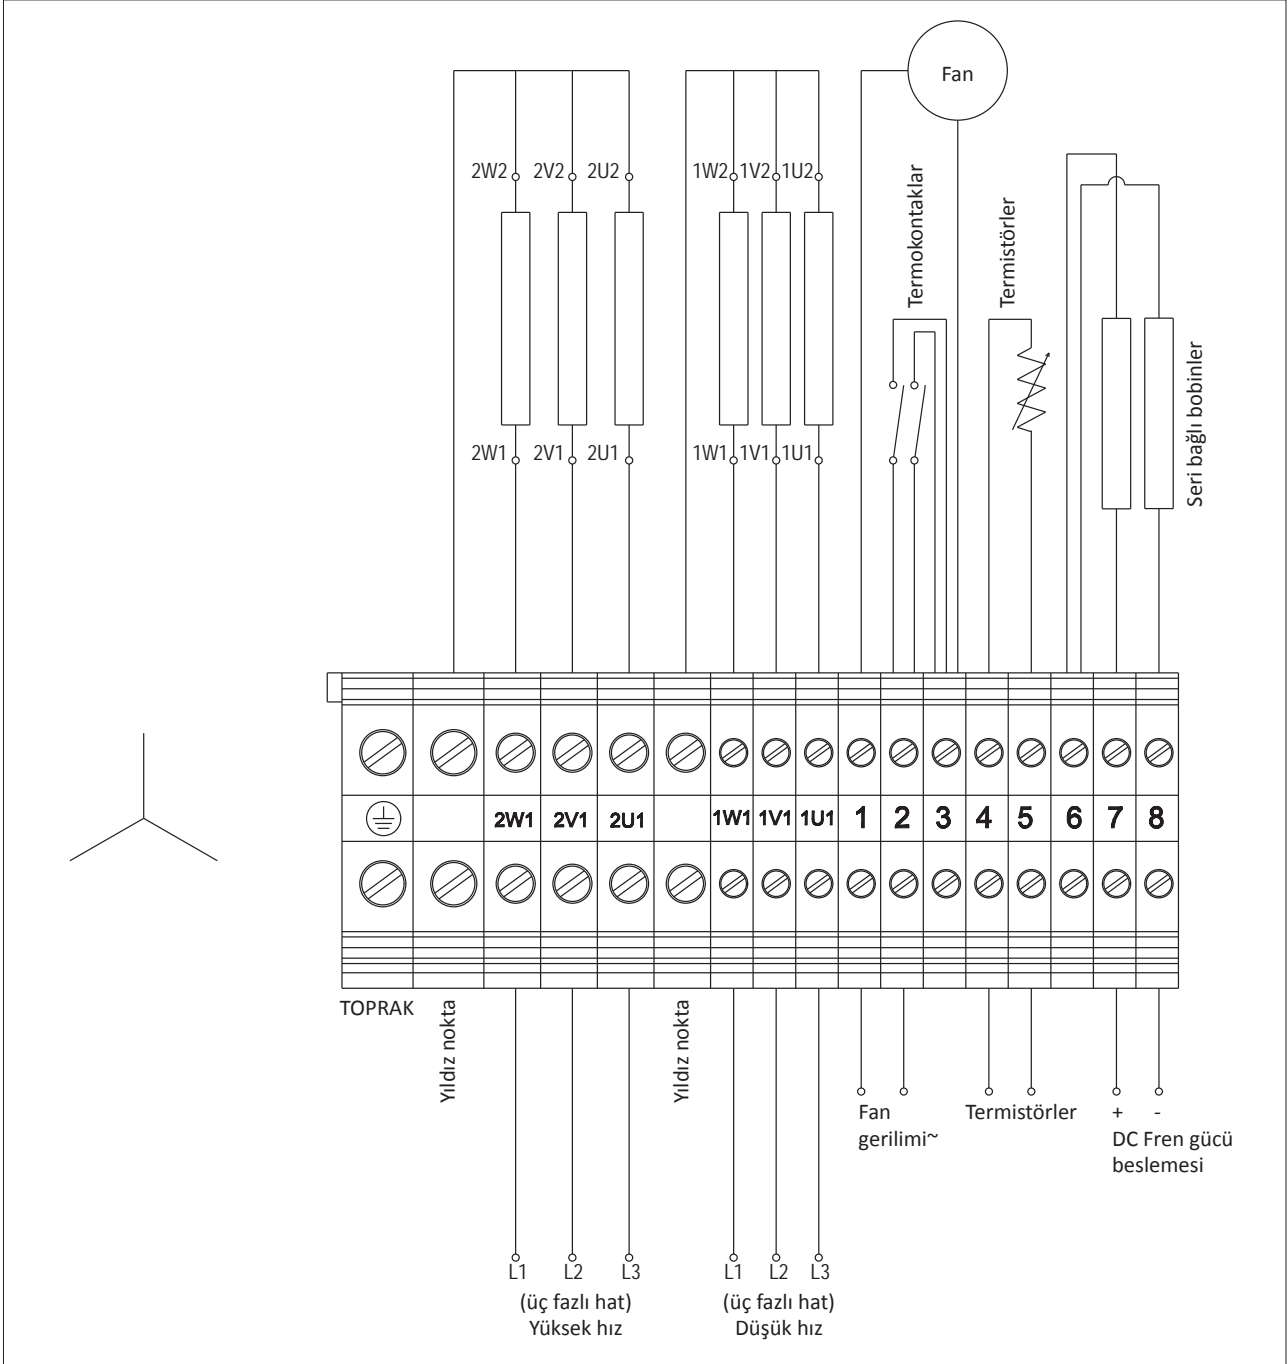 Fan
2W2 2V2 2U2 1W2 1V2 1U2
Termokontaklar
Termistörler
Seri bağlı bobinler
2W1 2V1 2U1 1W1 1V1 1U1
2W1 2V1 2U1 1W1 1V1 1U1 1 2 3 4 5 6 7 8
TOPRAK
Yıldız nokta
Yıldız nokta
Fan
gerilimi~
Termistörler
+ -
DC Fren gücü
beslemesi
L1 L2 L3
(üç fazlı hat)
Yüksek hız
L1 L2 L3
(üç fazlı hat)
Düşük hız